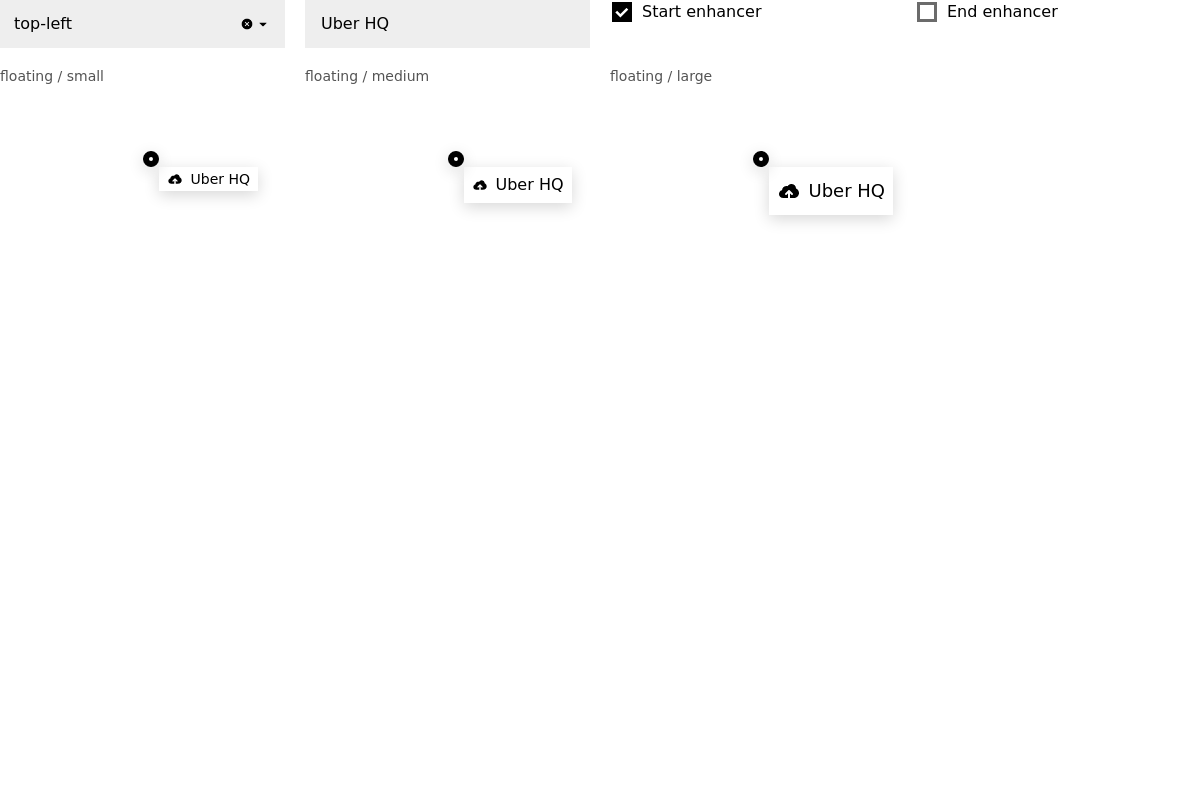 top-left
Uber HQ
Start enhancer
End enhancer
floating / small
floating / medium
floating / large
Uber HQ
Uber HQ
Uber HQ